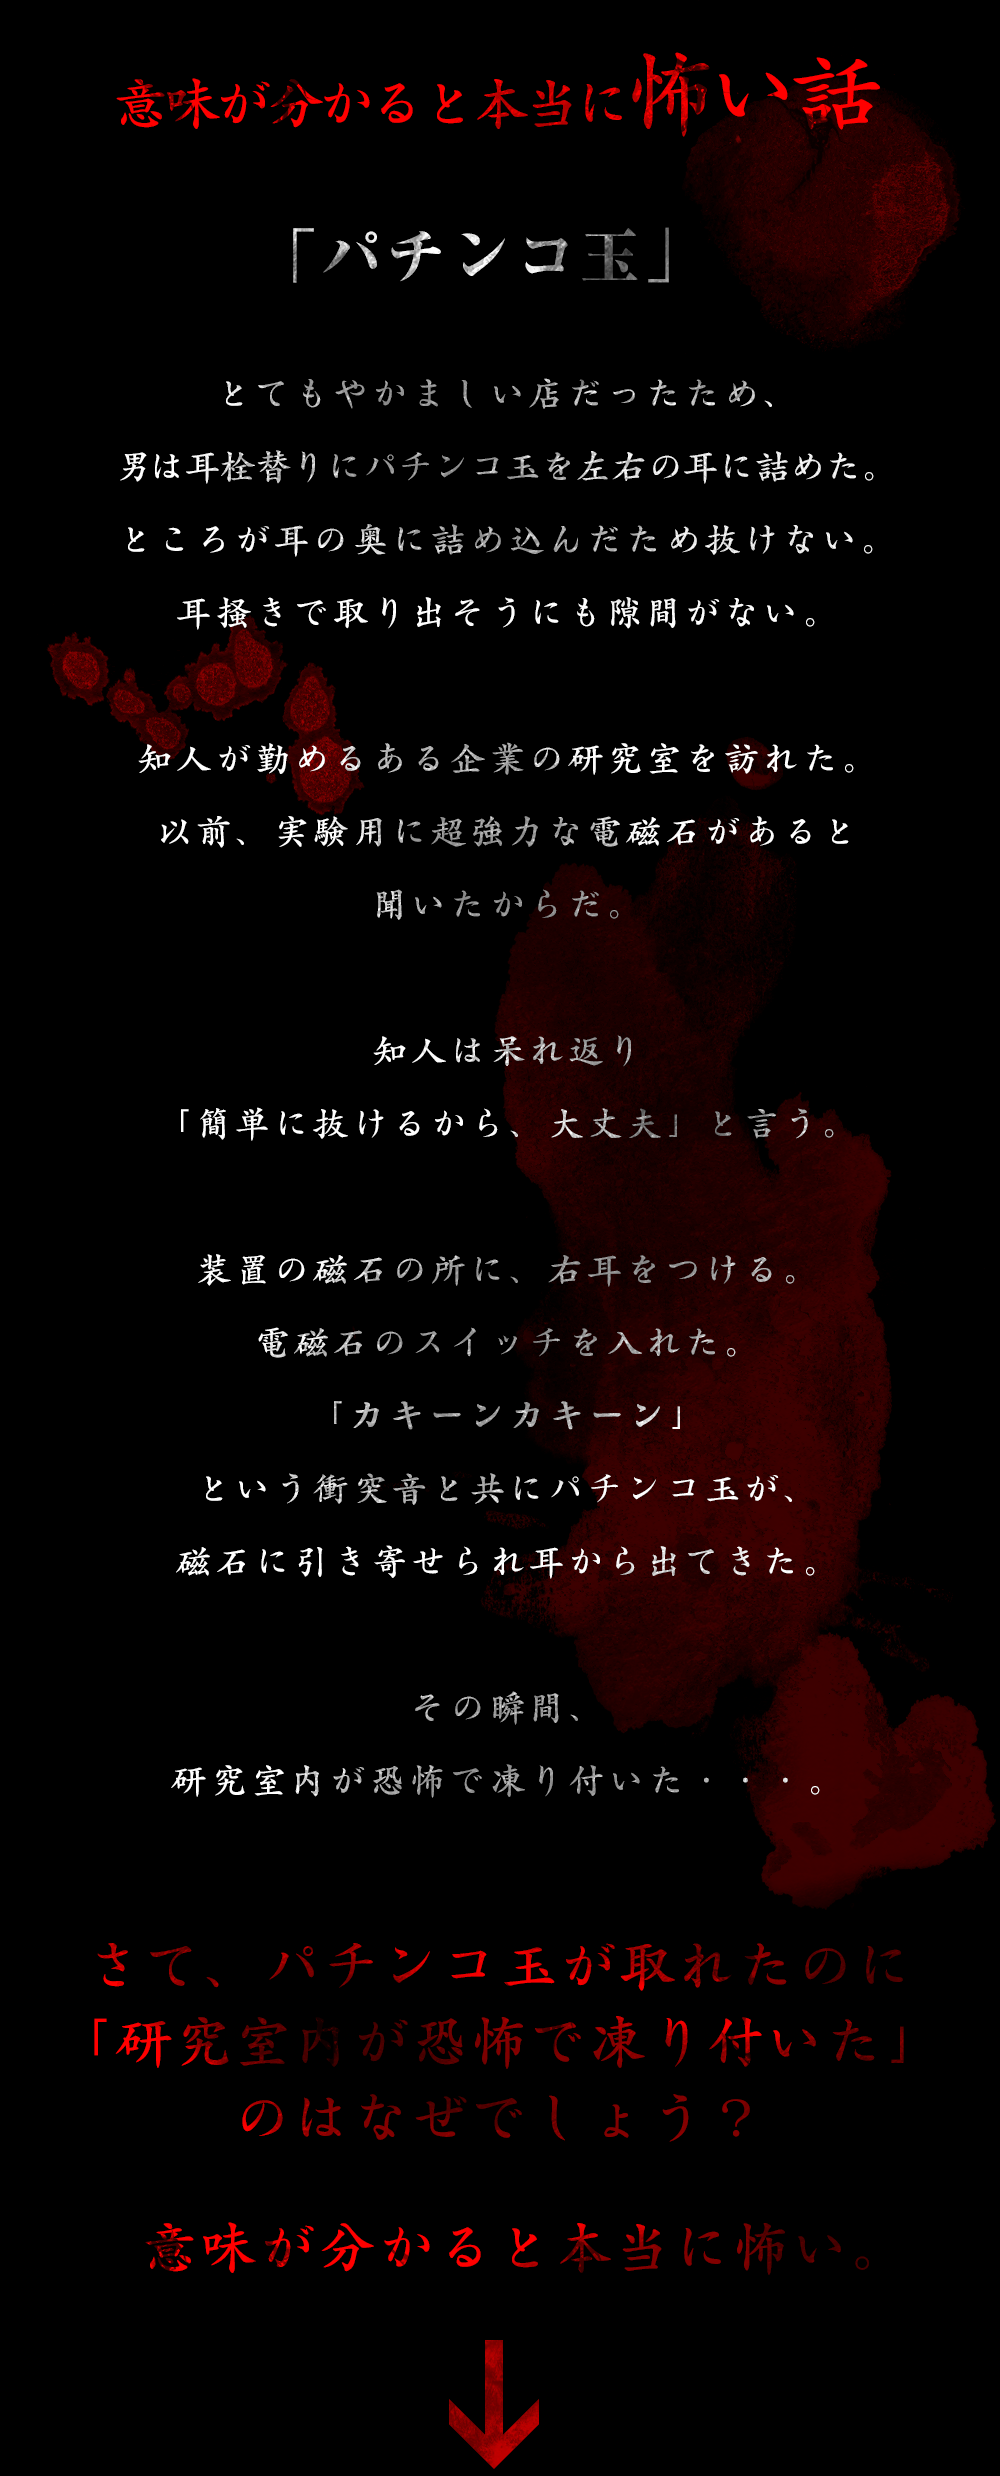 意味が分かると本当に怖い話
「パチンコ玉」
とてもやかましい店だったため、
男は耳栓替りにパチンコ玉を左右の耳に詰めた。
ところが耳の奥に詰め込んだため抜けない。
耳掻きで取り出そうにも隙間がない。
知人が勤めるある企業の研究室を訪れた。
以前、実験用に超強力な電磁石があると
聞いたからだ。
知人は呆れ返り
「簡単に抜けるから、大丈夫」と言う。
装置の磁石の所に、右耳をつける。
電磁石のスイッチを入れた。
「カキーンカキーン」
という衝突音と共にパチンコ玉が、
磁石に引き寄せられ耳から出てきた。
その瞬間、
研究室内が恐怖で凍り付いた・・・。
さて、パチンコ玉が取れたのに
「研究室内が恐怖で凍り付いた」
のはなぜでしょう？
意味が分かると本当に怖い。